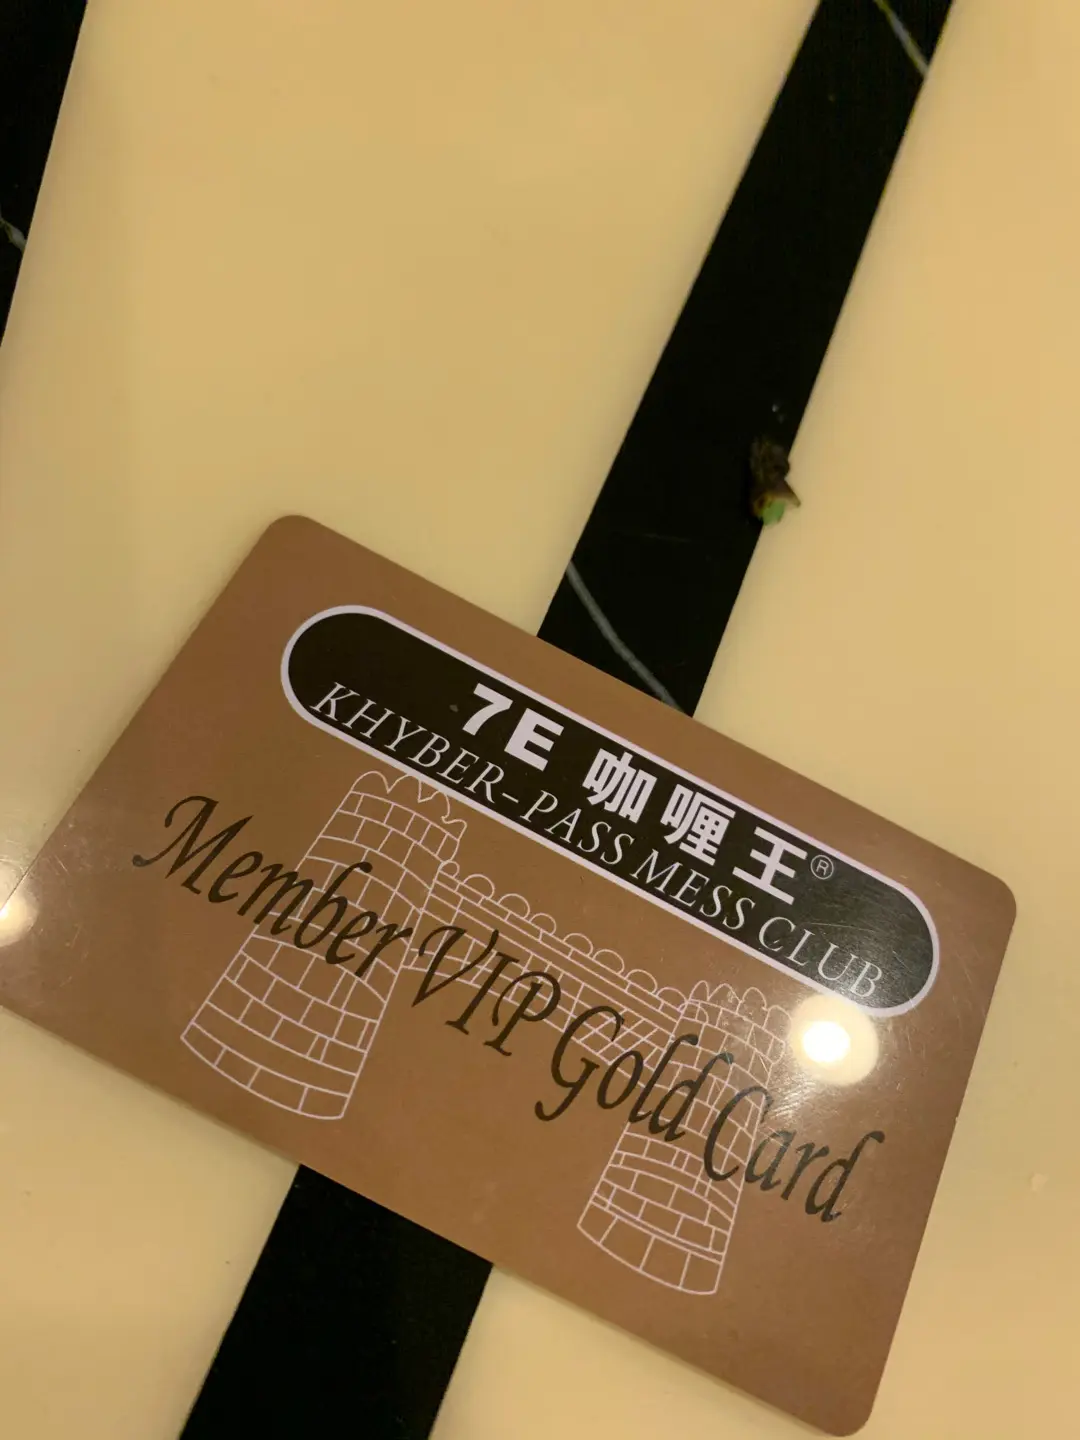 7E 咖喱王®
KHYBER-PASS MESS CLUB
Member VIP Gold Card